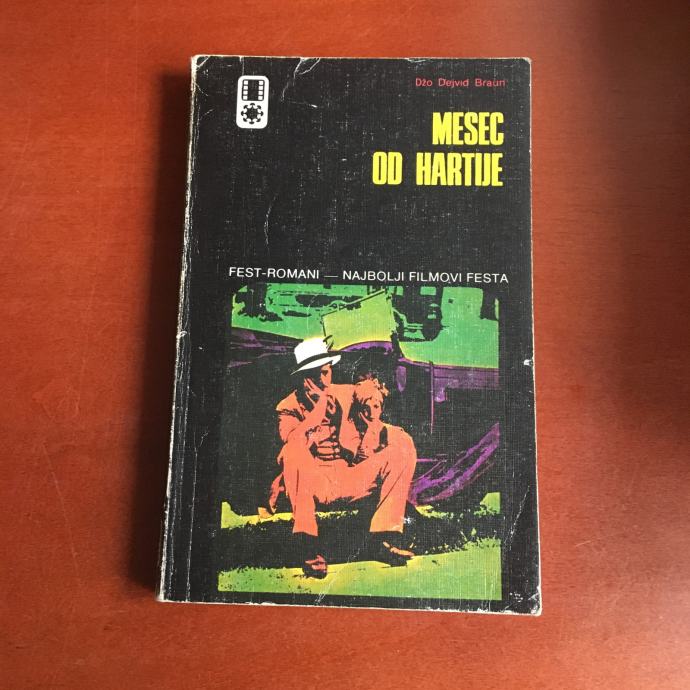 Džo Dejvid Braun
MESEC
OD HARTIJE
FEST-ROMANI — NAJBOLJI FILMOVI FESTA